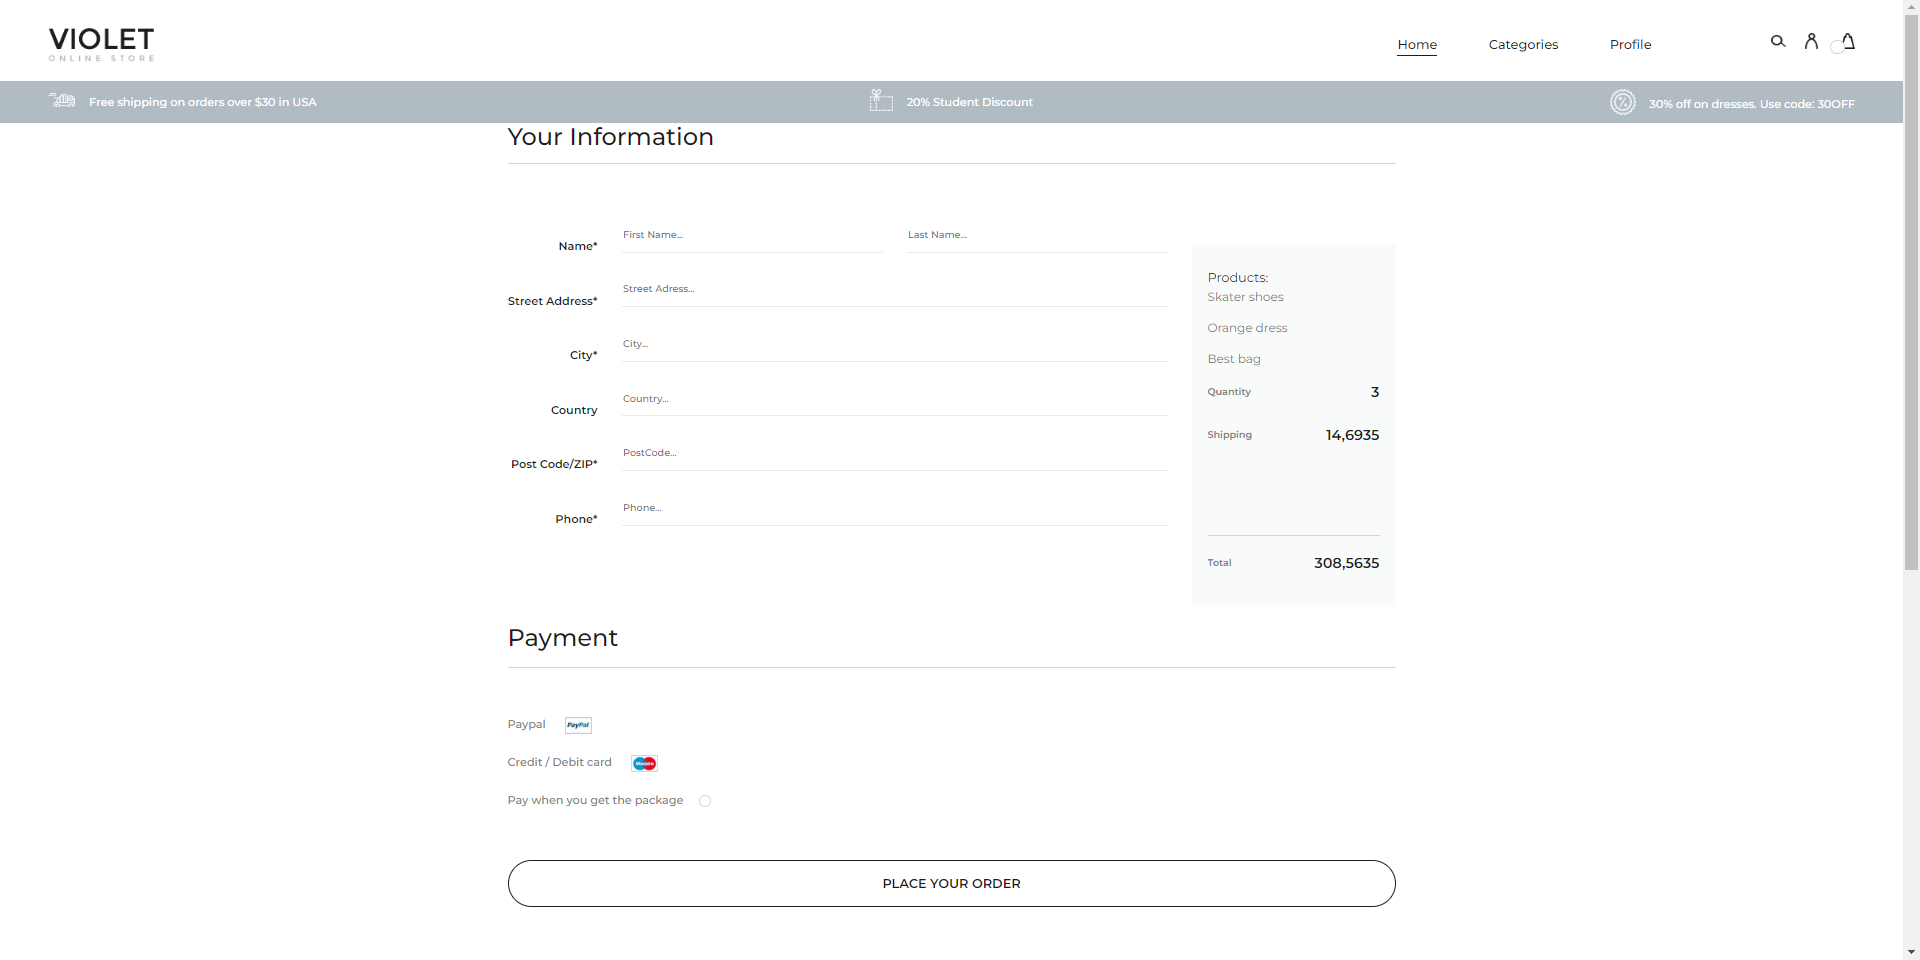 VIOLET
ONLINE STORE
Home
Categories
Profile
Free shipping on orders over $30 in USA
20% Student Discount
30% off on dresses. Use code: 30OFF
Your Information
Name*
First Name...
Last Name...
Street Address*
Street Adress...
City*
City...
Country
Country...
Post Code/ZIP*
PostCode...
Phone*
Phone...
Products:
Skater shoes
Orange dress
Best bag
Quantity 3
Shipping 14,6935
Total 308,5635
Payment
Paypal PayPal
Credit / Debit card Maestro
Pay when you get the package
PLACE YOUR ORDER